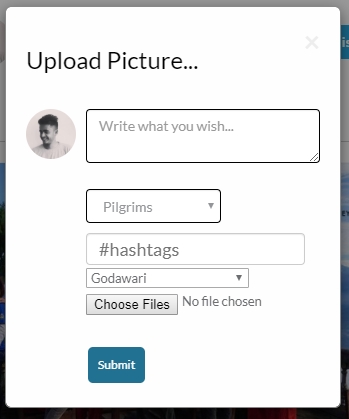 ×
Upload Picture...
Write what you wish...
Pilgrims
#hashtags
Godawari
Choose Files No file chosen
Submit